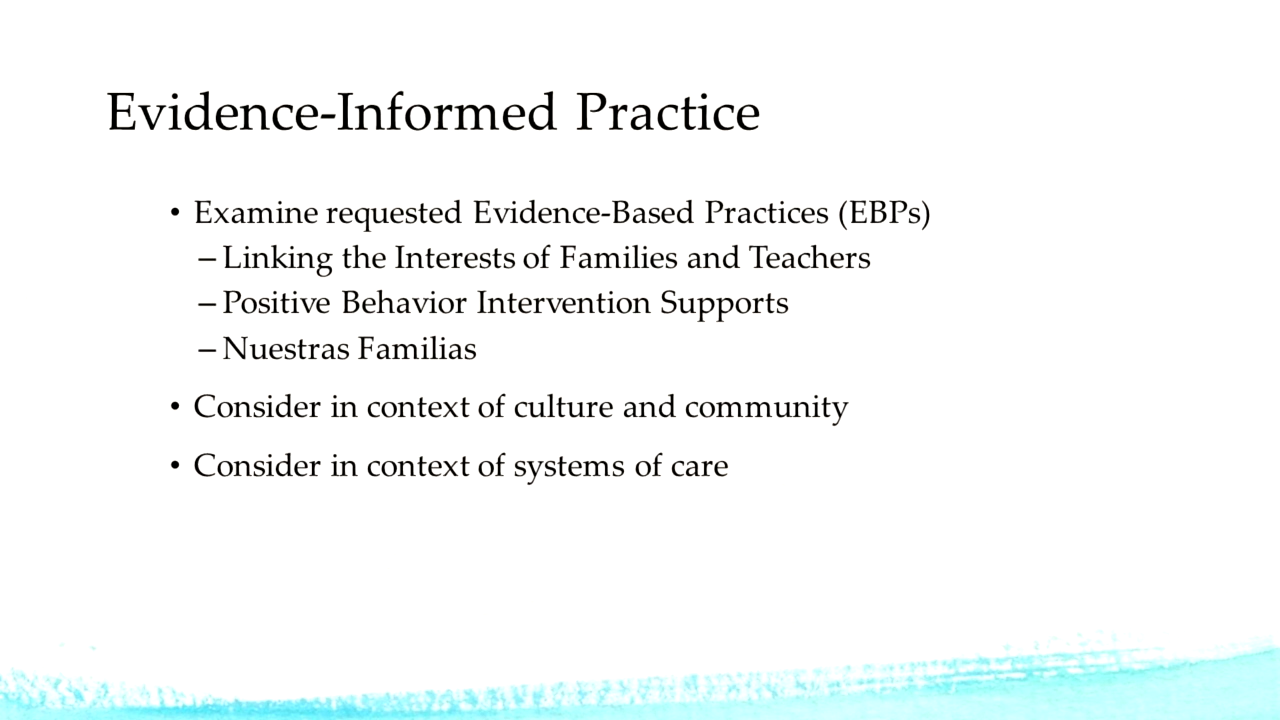 Evidence-Informed Practice
• Examine requested Evidence-Based Practices (EBPs)
– Linking the Interests of Families and Teachers
– Positive Behavior Intervention Supports
– Nuestras Familias
• Consider in context of culture and community
• Consider in context of systems of care